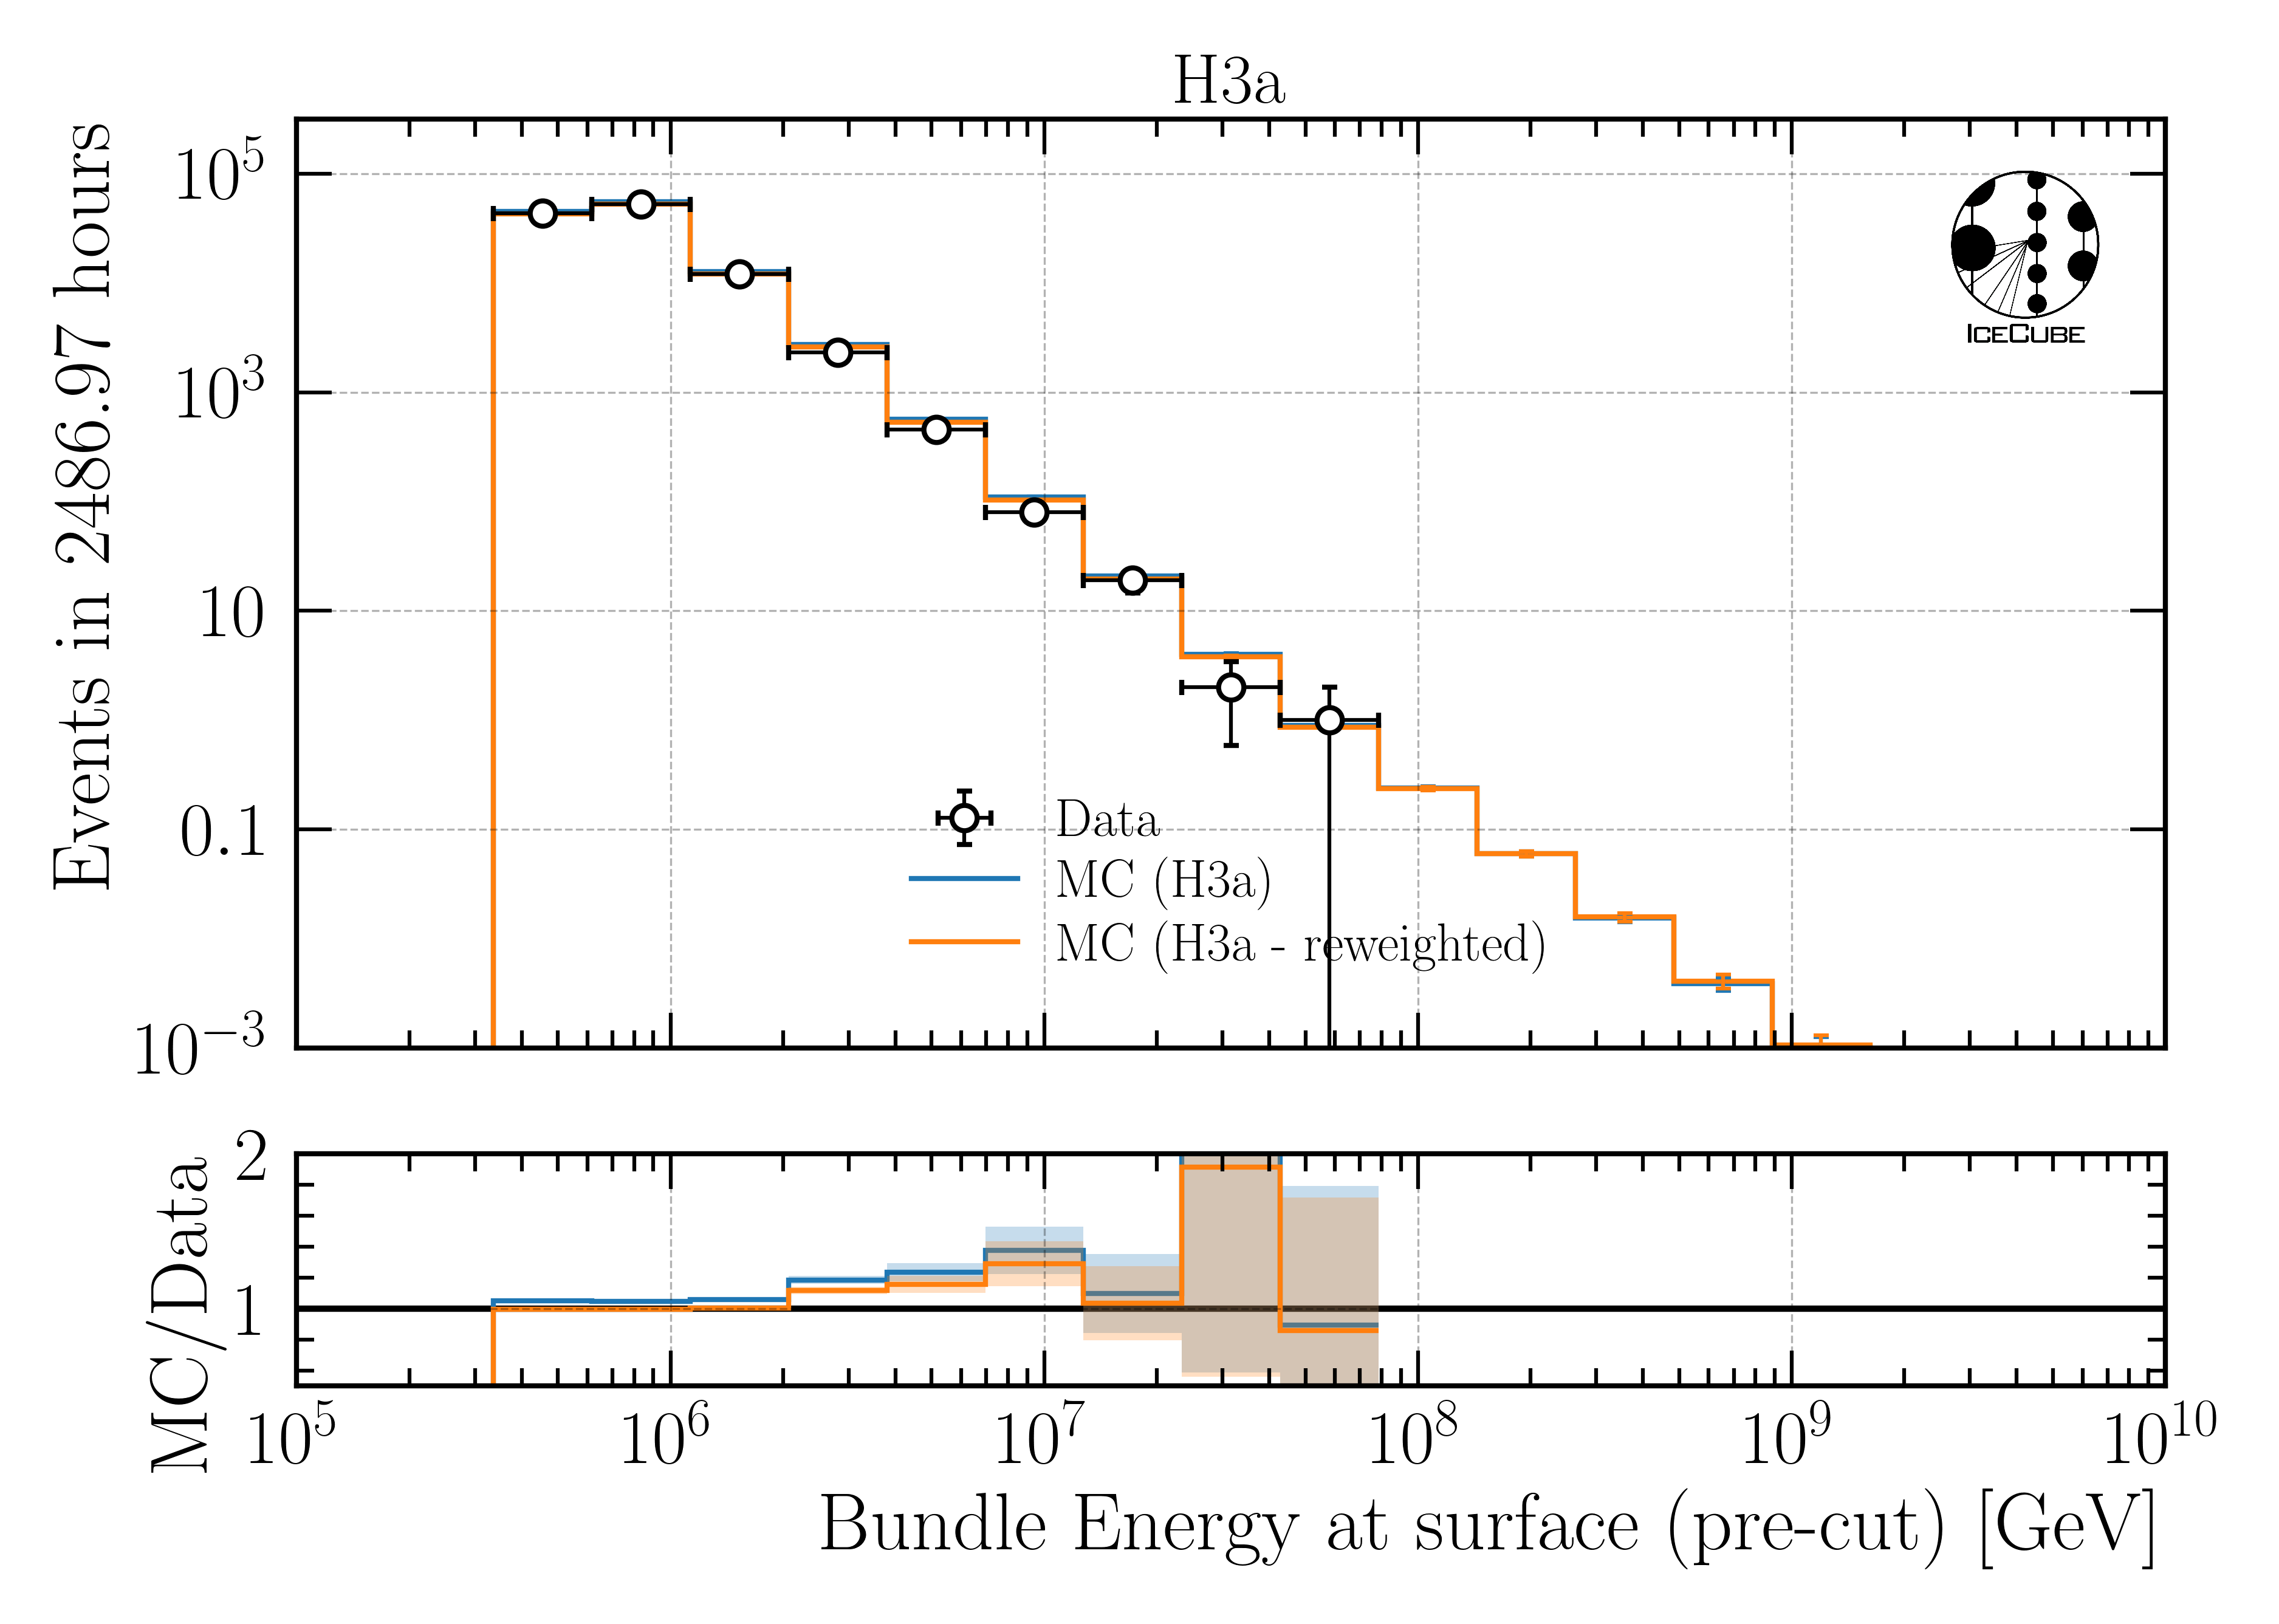 H3a
Events in 2486.97 hours
10^5
10^3
10
0.1
10^−3
ICECUBE
Data
MC (H3a)
MC (H3a - reweighted)
MC/Data
2
1
10^5 10^6 10^7 10^8 10^9 10^10
Bundle Energy at surface (pre-cut) [GeV]